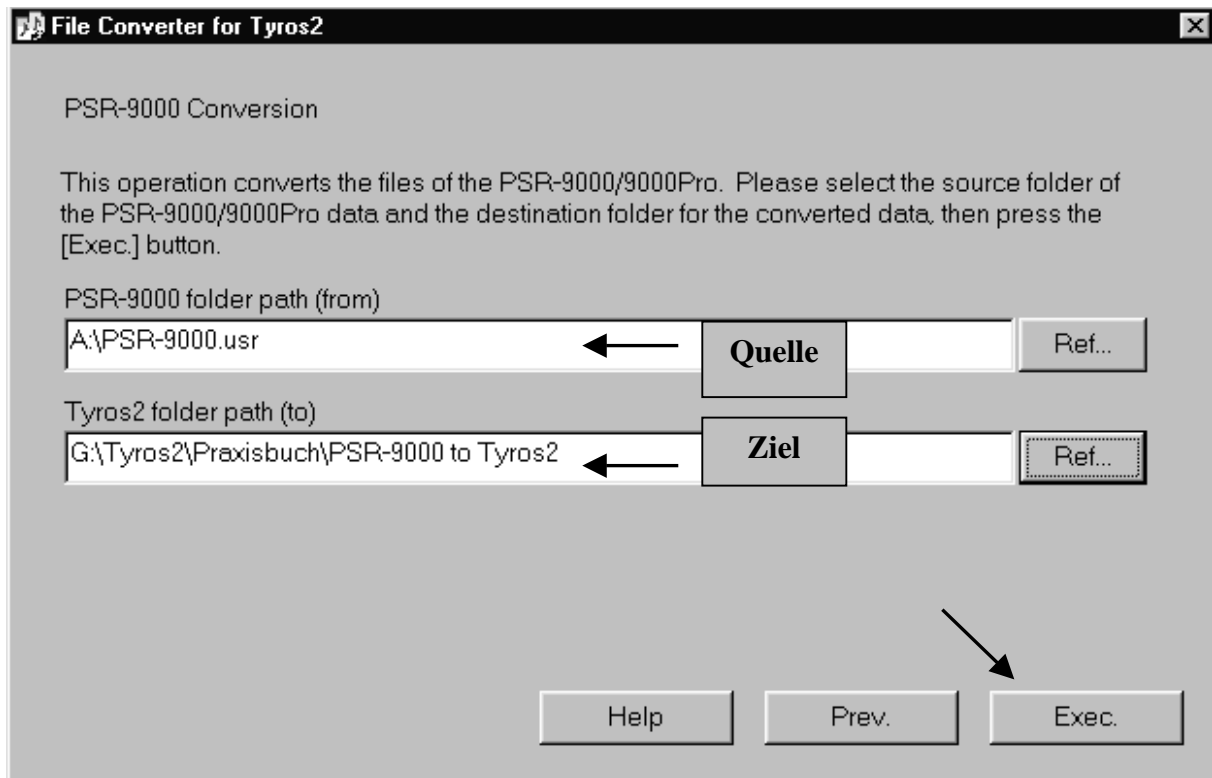 File Converter for Tyros2
PSR-9000 Conversion
This operation converts the files of the PSR-9000/9000Pro. Please select the source folder of
the PSR-9000/9000Pro data and the destination folder for the converted data, then press the
[Exec.] button.
PSR-9000 folder path (from)
A:\PSR-9000.usr
Quelle
Ref...
Tyros2 folder path (to)
G:\Tyros2\Praxisbuch\PSR-9000 to Tyros2
Ziel
Ref...
Help
Prev.
Exec.